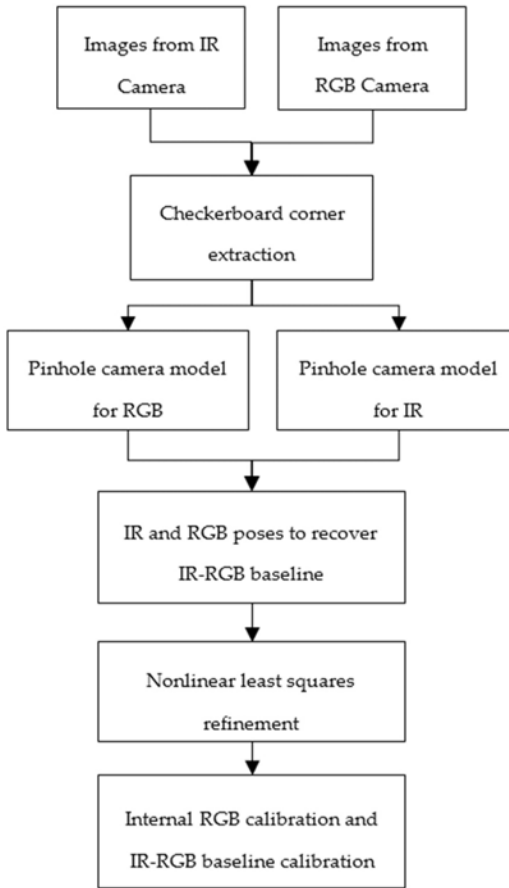 Images from IR
Camera
Images from
RGB Camera
Checkerboard corner
extraction
Pinhole camera model
for RGB
Pinhole camera model
for IR
IR and RGB poses to recover
IR-RGB baseline
Nonlinear least squares
refinement
Internal RGB calibration and
IR-RGB baseline calibration